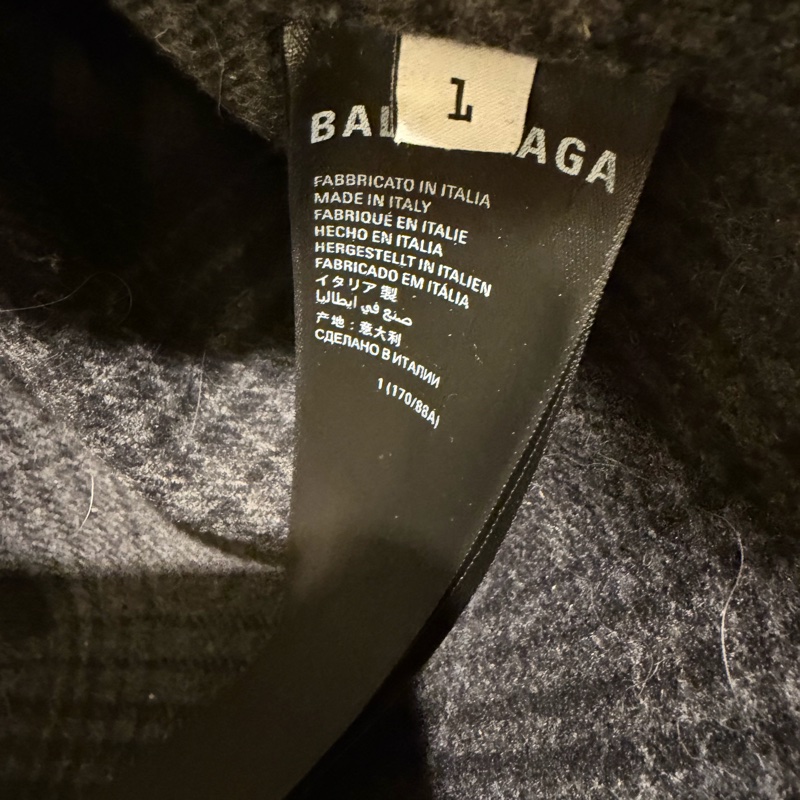 1
BAL AGA
FABBRICATO IN ITALIA
MADE IN ITALY
FABRIQUÉ EN ITALIE
HECHO EN ITALIA
HERGESTELLT IN ITALIEN
FABRICADO EM ITÁLIA
イタリア 製
صنع في ايطاليا
产地：意大利
СДЕЛАНО В ИТАЛИИ
1 (170/88A)